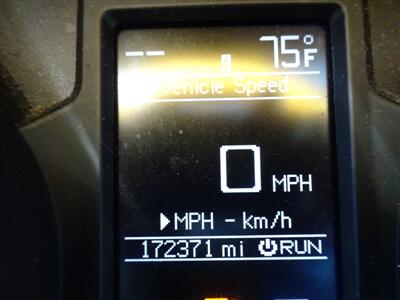 -- 75°F
Vehicle Speed
0 MPH
▶MPH - km/h
172371 mi ⏻RUN